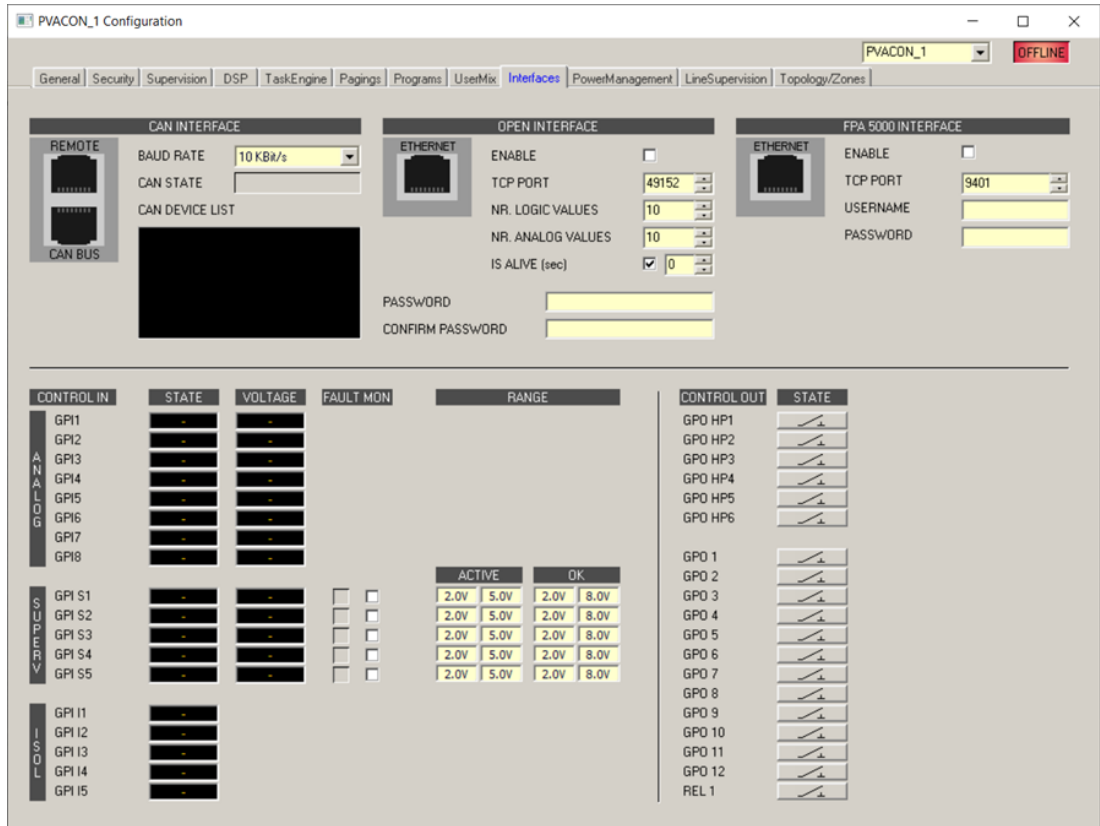 PVACON_1 Configuration
PVACON_1 OFFLINE
General Security Supervision DSP TaskEngine Pagings Programs UserMix Interfaces PowerManagement LineSupervision Topology/Zones
CAN INTERFACE
REMOTE
CAN BUS
BAUD RATE 10 KBit/s
CAN STATE
CAN DEVICE LIST
OPEN INTERFACE
ETHERNET
ENABLE
TCP PORT 49152
NR. LOGIC VALUES 10
NR. ANALOG VALUES 10
IS ALIVE (sec) 0
PASSWORD
CONFIRM PASSWORD
FPA 5000 INTERFACE
ETHERNET
ENABLE
TCP PORT 9401
USERNAME
PASSWORD
CONTROL IN STATE VOLTAGE FAULT MON RANGE
ANALOG
GPI1 - -
GPI2 - -
GPI3 - -
GPI4 - -
GPI5 - -
GPI6 - -
GPI7 - -
GPI8 - -
ACTIVE OK
SUPERV
GPI S1 - - 2.0V 5.0V 2.0V 8.0V
GPI S2 - - 2.0V 5.0V 2.0V 8.0V
GPI S3 - - 2.0V 5.0V 2.0V 8.0V
GPI S4 - - 2.0V 5.0V 2.0V 8.0V
GPI S5 - - 2.0V 5.0V 2.0V 8.0V
ISOL
GPI I1 -
GPI I2 -
GPI I3 -
GPI I4 -
GPI I5 -
CONTROL OUT STATE
GPO HP1
GPO HP2
GPO HP3
GPO HP4
GPO HP5
GPO HP6
GPO 1
GPO 2
GPO 3
GPO 4
GPO 5
GPO 6
GPO 7
GPO 8
GPO 9
GPO 10
GPO 11
GPO 12
REL 1